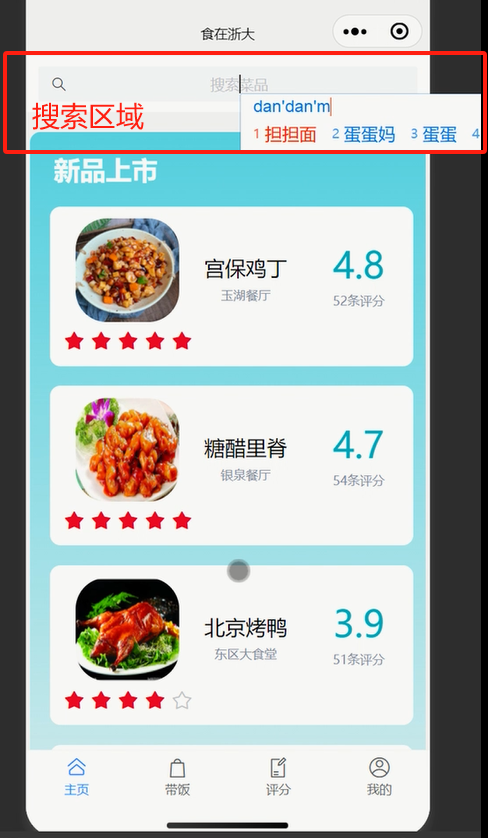 食在浙大
搜索菜品
dan'dan'm
1 担担面 2 蛋蛋妈 3 蛋蛋 4
搜索区域
新品上市
宫保鸡丁
玉湖餐厅
4.8
52条评分
糖醋里脊
银泉餐厅
4.7
54条评分
北京烤鸭
东区大食堂
3.9
51条评分
主页 带饭 评分 我的